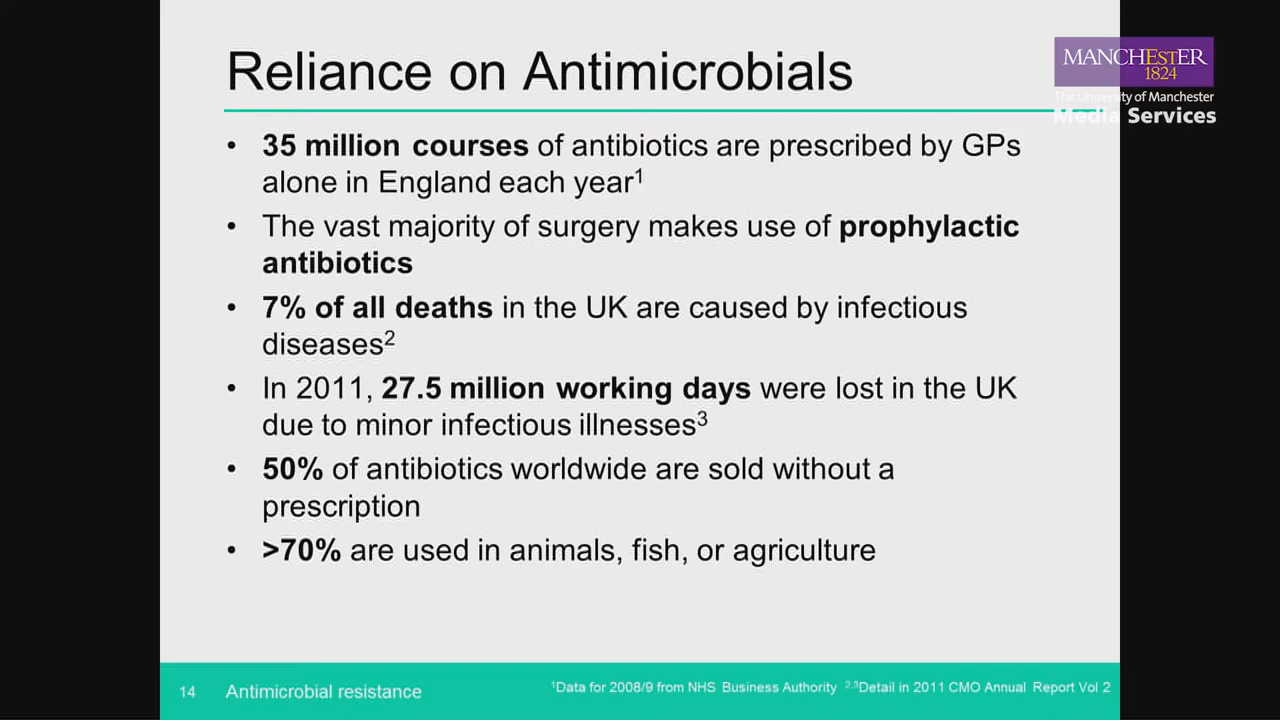 Reliance on Antimicrobials
MANCHESTER
1824
The University of Manchester
Media Services
• 35 million courses of antibiotics are prescribed by GPs
alone in England each year1
• The vast majority of surgery makes use of prophylactic
antibiotics
• 7% of all deaths in the UK are caused by infectious
diseases2
• In 2011, 27.5 million working days were lost in the UK
due to minor infectious illnesses3
• 50% of antibiotics worldwide are sold without a
prescription
• >70% are used in animals, fish, or agriculture
14 Antimicrobial resistance
1Data for 2008/9 from NHS Business Authority 2,3Detail in 2011 CMO Annual Report Vol 2